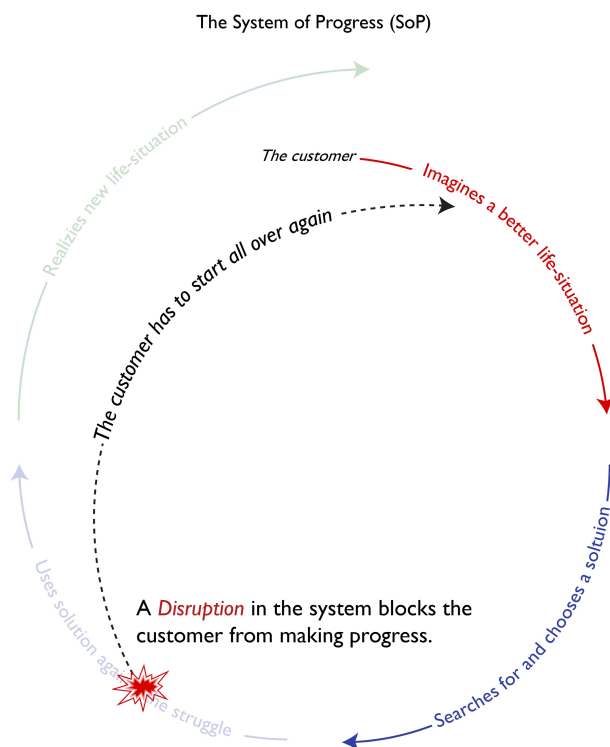 The System of Progress (SoP)
The customer
Imagines a better life-situation
Searches for and chooses a soltuion
Uses solution agai the struggle
Realizies new life-situation
The customer has to start all over again
A Disruption in the system blocks the
customer from making progress.